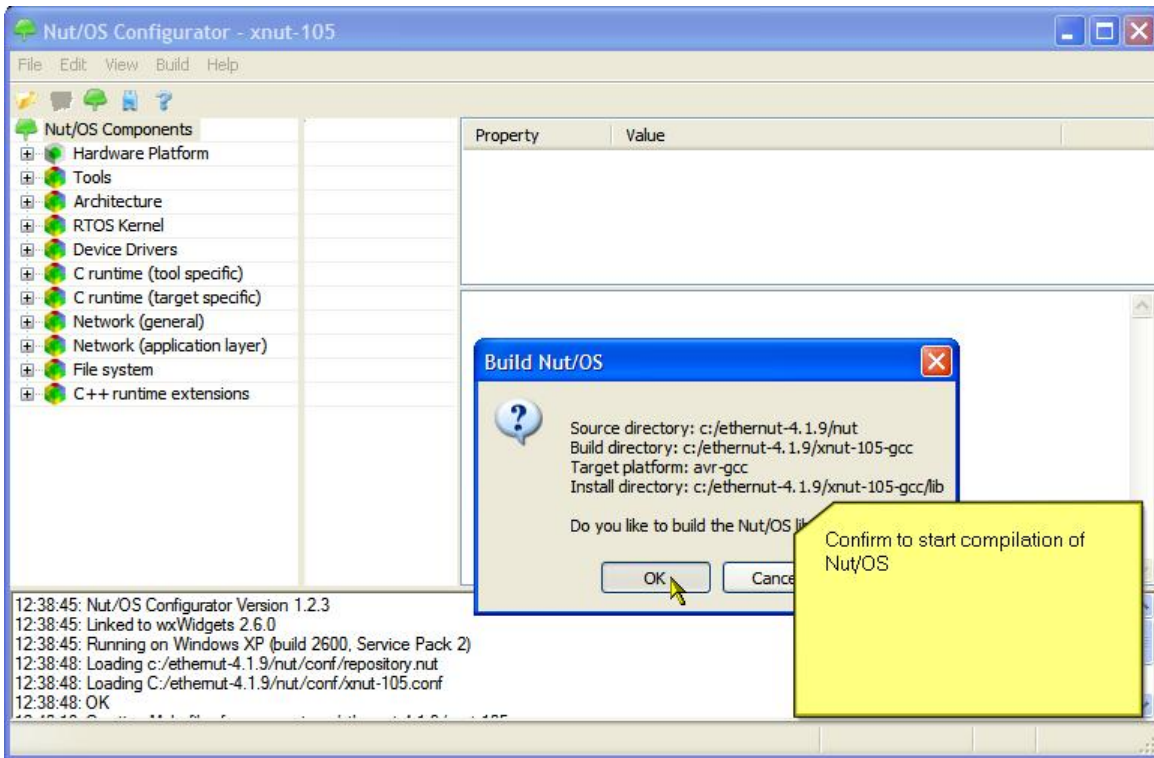 Nut/OS Configurator - xnut-105
File Edit View Build Help
Nut/OS Components
Hardware Platform
Tools
Architecture
RTOS Kernel
Device Drivers
C runtime (tool specific)
C runtime (target specific)
Network (general)
Network (application layer)
File system
C++ runtime extensions
Property Value
Build Nut/OS
Source directory: c:/ethernut-4.1.9/nut
Build directory: c:/ethernut-4.1.9/xnut-105-gcc
Target platform: avr-gcc
Install directory: c:/ethernut-4.1.9/xnut-105-gcc/lib
Do you like to build the Nut/OS
OK
Confirm to start compilation of
Nut/OS
12:38:45: Nut/OS Configurator Version 1.2.3
12:38:45: Linked to wxWidgets 2.6.0
12:38:45: Running on Windows XP (build 2600, Service Pack 2)
12:38:48: Loading c:/ethernut-4.1.9/nut/conf/repository.nut
12:38:48: Loading C:/ethernut-4.1.9/nut/conf/xnut-105.conf
12:38:48: OK